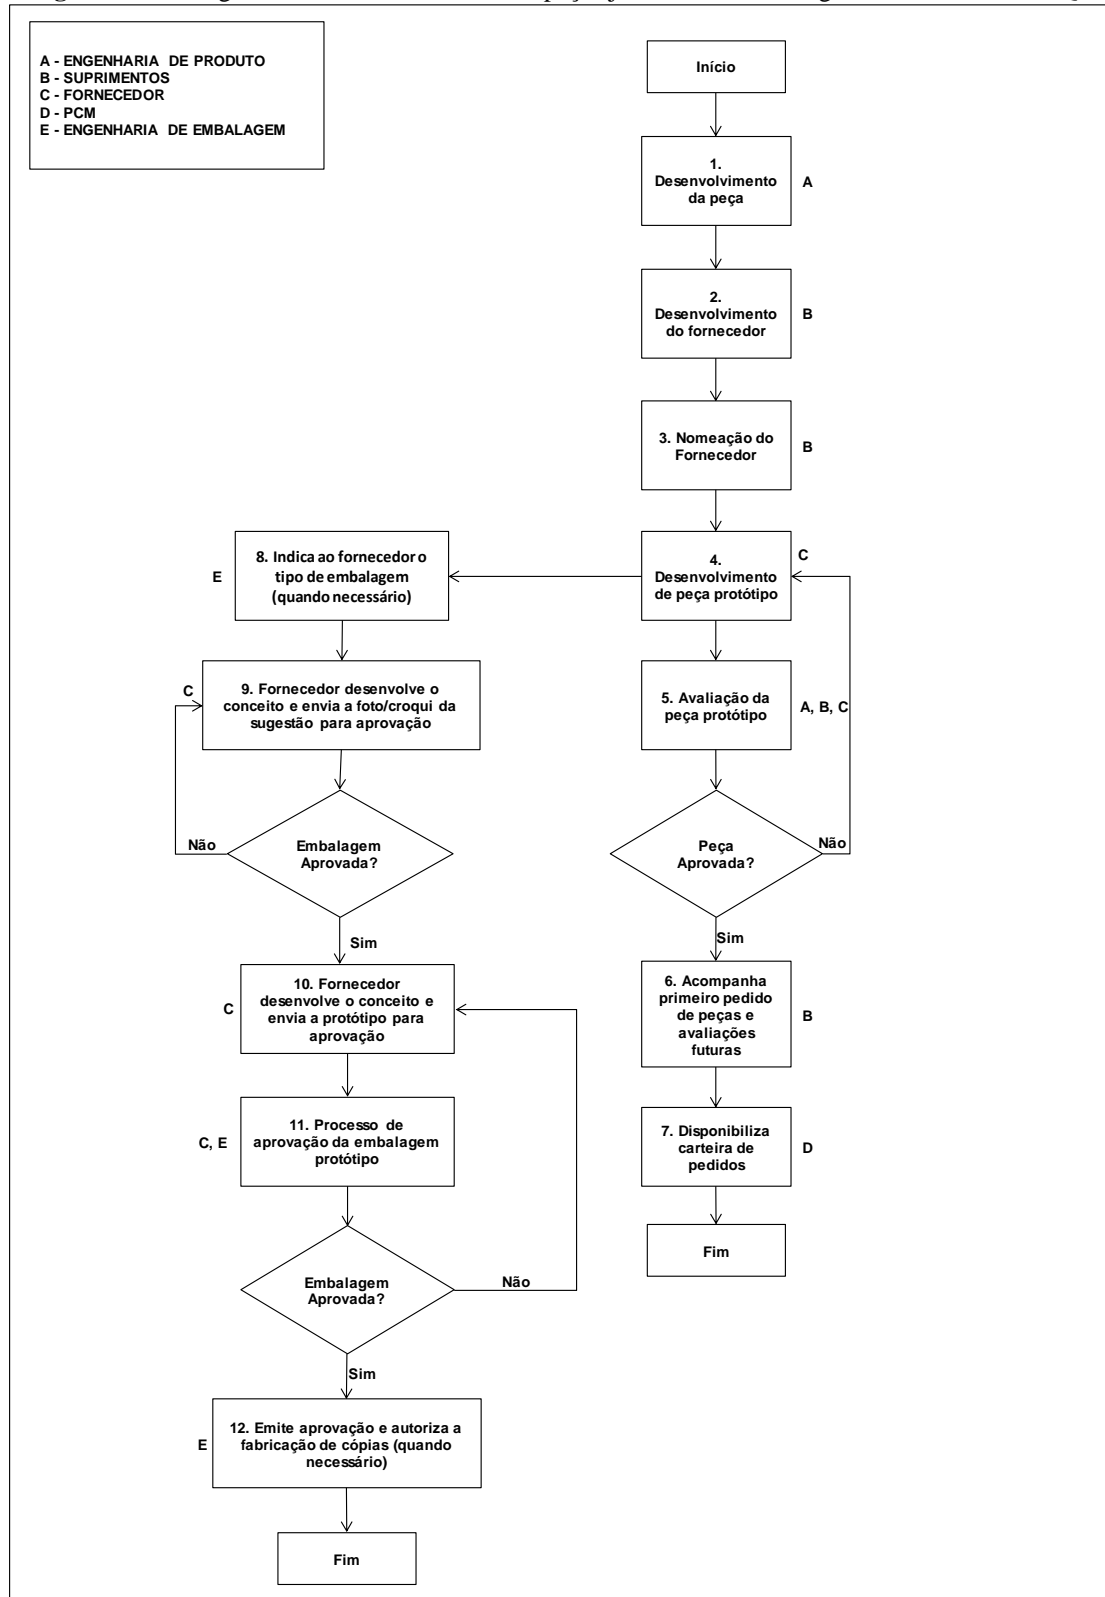 A - ENGENHARIA DE PRODUTO
B - SUPRIMENTOS
C - FORNECEDOR
D - PCM
E - ENGENHARIA DE EMBALAGEM
Início
1.
Desenvolvimento
da peça
A
2.
Desenvolvimento
do fornecedor
B
3. Nomeação do
Fornecedor
B
4.
Desenvolvimento
de peça protótipo
C
8. Indica ao fornecedor o
tipo de embalagem
(quando necessário)
E
5. Avaliação da
peça protótipo
A, B, C
9. Fornecedor desenvolve o
conceito e envia a foto/croqui da
sugestão para aprovação
C
Peça
Aprovada?
Não
Sim
Embalagem
Aprovada?
Não
Sim
6. Acompanha
primeiro pedido
de peças e
avaliações
futuras
B
10. Fornecedor
desenvolve o conceito e
envia a protótipo para
aprovação
C
7. Disponibiliza
carteira de
pedidos
D
11. Processo de
aprovação da embalagem
protótipo
C, E
Fim
Embalagem
Aprovada?
Não
Sim
12. Emite aprovação e autoriza a
fabricação de cópias (quando
necessário)
E
Fim